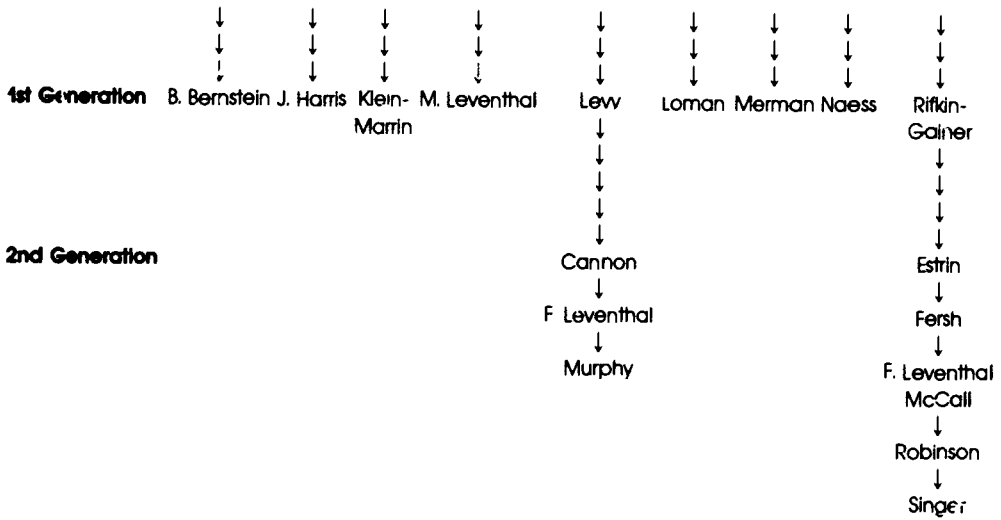 1st Generation B. Bernstein J. Harris Klein- M. Leventhal Levy Loman Merman Naess Rifkin-
Marrin Gainer
2nd Generation Cannon Estrin
F Leventhal Fersh
Murphy F. Leventhal
McCall
Robinson
Singer